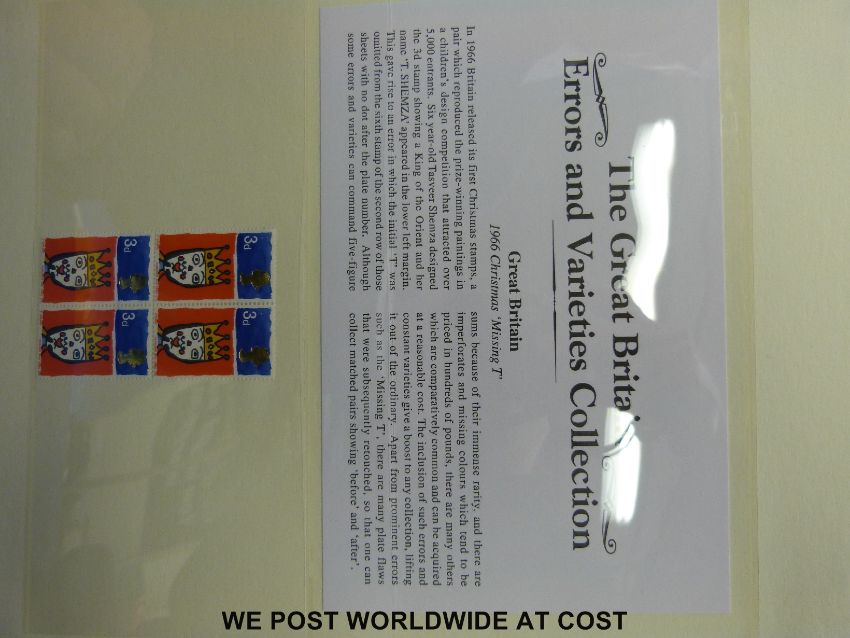 The Great Britai
Errors and Varieties Collection
Great Britain
1966 Christmas 'Missing T'
In 1966 Britain released its first Christmas stamps, a
pair which reproduced the prize-winning paintings in
a children's design competition that attracted over
5,000 entrants. Six year-old Tasveer Shemza designed
the 3d stamp showing a King of the Orient and her
name 'T. SHEMZA' appeared in the lower left margin.
This gave rise to an error in which the initial 'T' was
omitted from the sixth stamp of the second row of those
sheets with no dot after the plate number. Although
some errors and varieties can command five-figure
sums because of their immense rarity, and there are
imperforates and missing colours which tend to be
priced in hundreds of pounds, there are many others
which are comparatively common and can be acquired
at a reasonable cost. The inclusion of such errors and
constant varieties give a boost to any collection, lifting
it out of the ordinary. Apart from prominent errors
such as the 'Missing T', there are many plate flaws
that were subsequently retouched, so that one can
collect matched pairs showing 'before' and 'after'.
3d
3d
3d
3d
WE POST WORLDWIDE AT COST